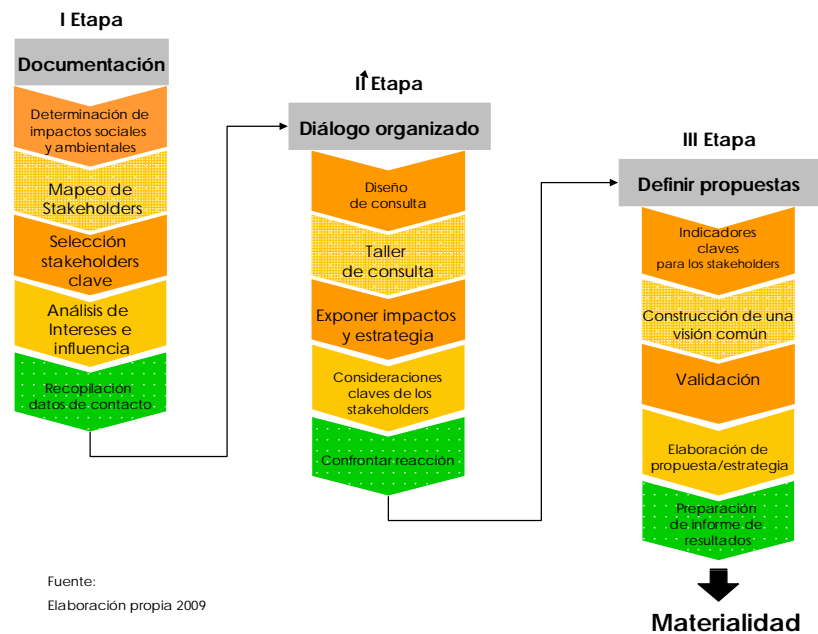 I Etapa
Documentación
Determinación de
impactos sociales
y ambientales
Mapeo de
Stakeholders
Selección
stakeholders
clave
Análisis de
Intereses e
influencia
Recopilación
datos de contacto
II Etapa
Diálogo organizado
Diseño
de consulta
Taller
de consulta
Exponer impactos
y estrategia
Consideraciones
claves de los
stakeholders
Confrontar reacción
III Etapa
Definir propuestas
Indicadores
claves
para los stakeholders
Construcción de una
visión común
Validación
Elaboración de
propuesta/estrategia
Preparación
de informe de
resultados
Materialidad
Fuente:
Elaboración propia 2009